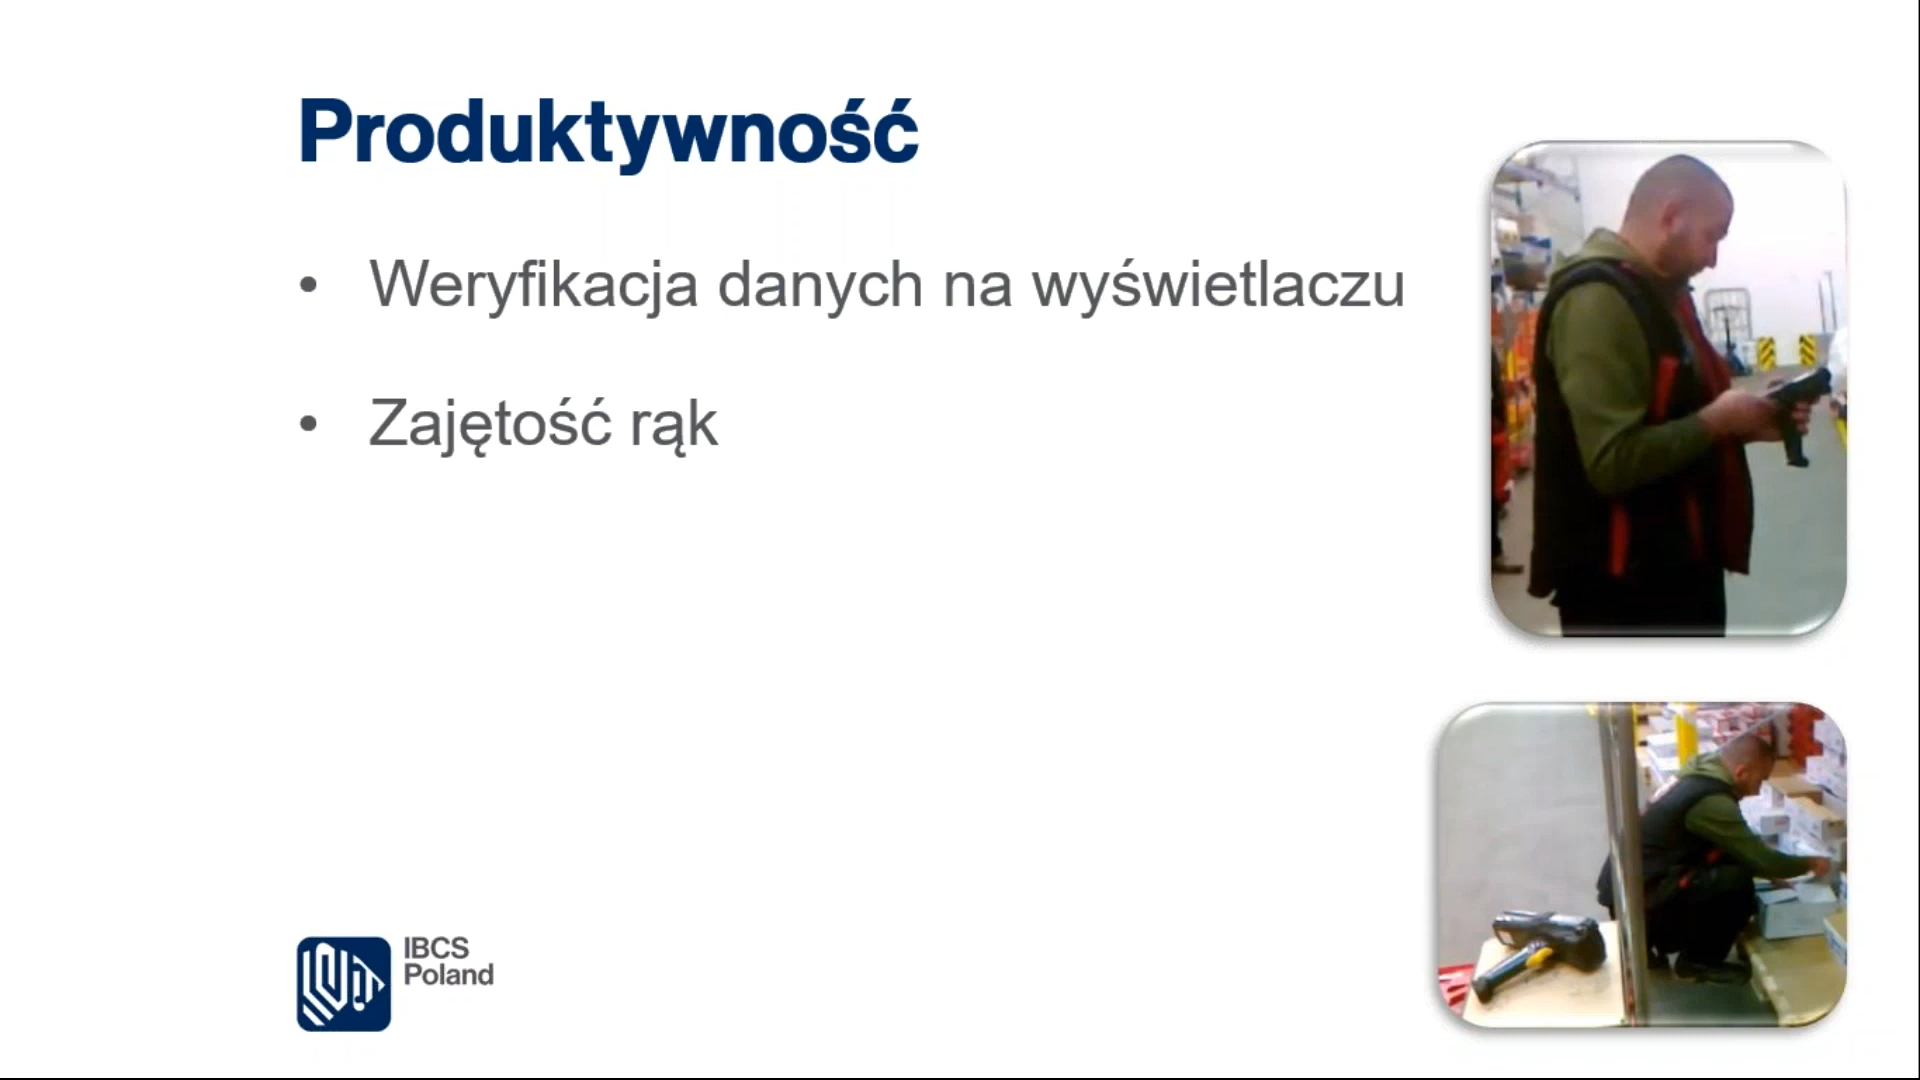 Produktywność
• Weryfikacja danych na wyświetlaczu
• Zajętość rąk
IBCS
Poland